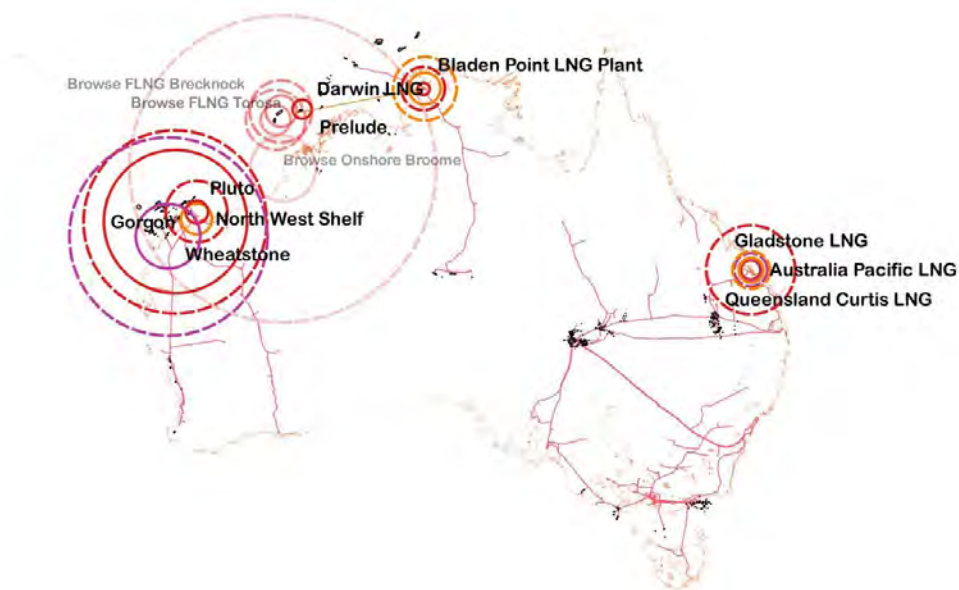 Bladen Point LNG Plant
Browse FLNG Brecknock
Darwin LNG
Browse FLNG Torosa
Prelude
Browse Onshore Broome
Pluto
Gorgon
North West Shelf
Wheatstone
Gladstone LNG
Australia Pacific LNG
Queensland Curtis LNG